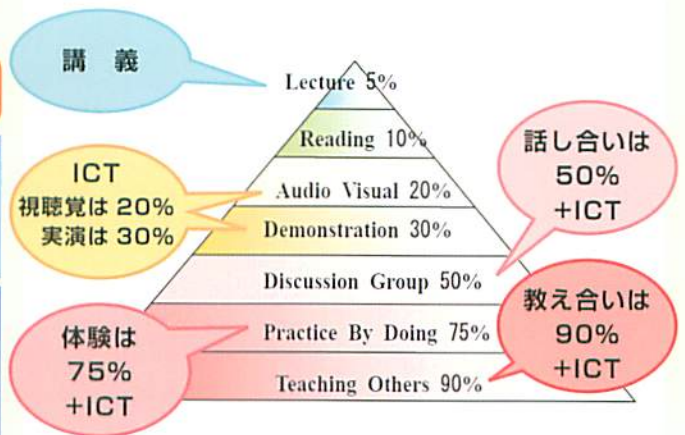 講 義
Lecture 5%
Reading 10%
Audio Visual 20%
Demonstration 30%
Discussion Group 50%
Practice By Doing 75%
Teaching Others 90%
ICT
視聴覚は 20%
実演は 30%
話し合いは
50%
+ICT
体験は
75%
+ICT
教え合いは
90%
+ICT